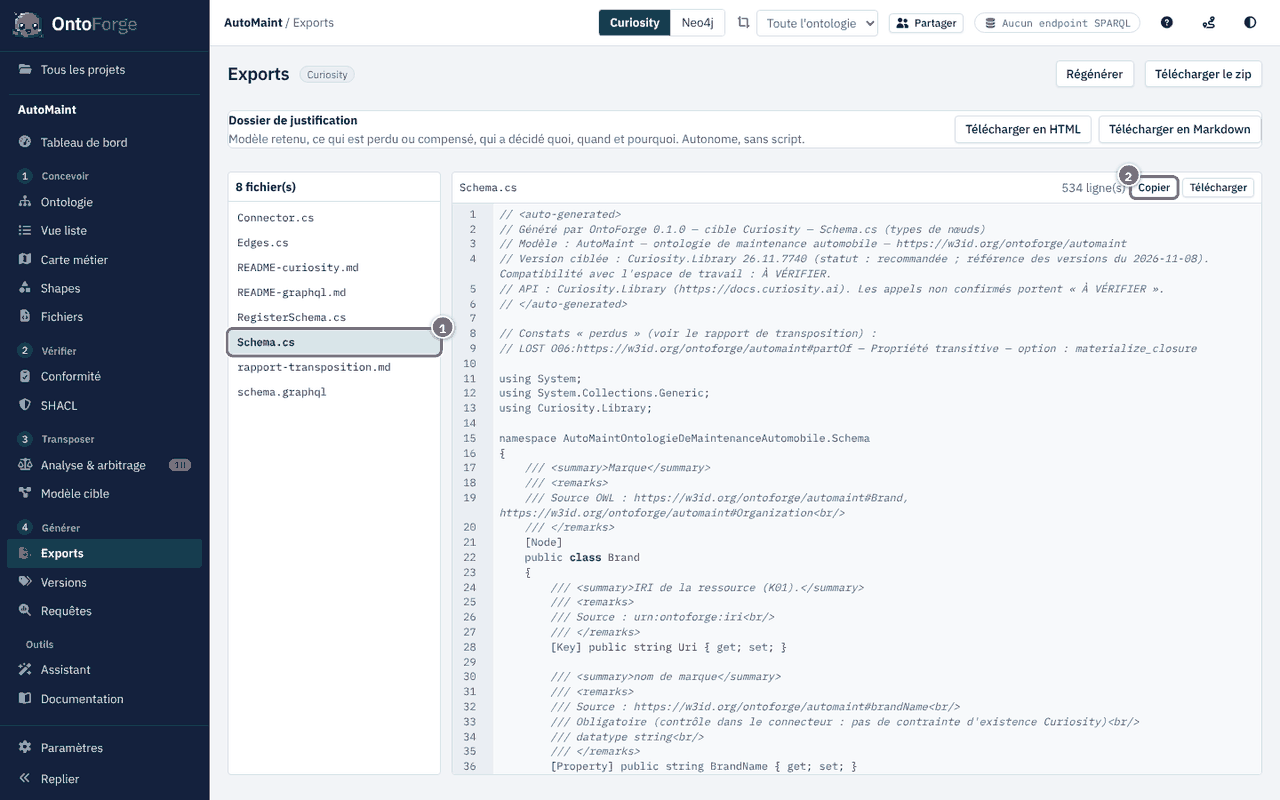 OntoForge
AutoMaint / Exports
Curiosity
Neo4j
Toute l'ontologie
Partager
Aucun endpoint SPARQL
Tous les projets
AutoMaint
Tableau de bord
1 Concevoir
Ontologie
Vue liste
Carte métier
Shapes
Fichiers
2 Vérifier
Conformité
SHACL
3 Transposer
Analyse & arbitrage
Modèle cible
4 Générer
Exports
Versions
Requêtes
Outils
Assistant
Documentation
Paramètres
Replier
Exports
Curiosity
Régénérer
Télécharger le zip
Dossier de justification
Modèle retenu, ce qui est perdu ou compensé, qui a décidé quoi, quand et pourquoi. Autonome, sans script.
Télécharger en HTML
Télécharger en Markdown
8 fichier(s)
Connector.cs
Edges.cs
README-curiosity.md
README-graphql.md
RegisterSchema.cs
Schema.cs
1
rapport-transposition.md
schema.graphql
Schema.cs
534 ligne(s)
2
Copier
Télécharger
1 // <auto-generated>
2 // Généré par OntoForge 0.1.0 — cible Curiosity — Schema.cs (types de nœuds)
3 // Modèle : AutoMaint — ontologie de maintenance automobile — https://w3id.org/ontoforge/automaint
4 // Version ciblée : Curiosity.Library 26.11.7740 (statut : recommandée ; référence des versions du 2026-11-08).
Compatibilité avec l'espace de travail : À VÉRIFIER.
5 // API : Curiosity.Library (https://docs.curiosity.ai). Les appels non confirmés portent « À VÉRIFIER ».
6 // </auto-generated>
7
8 // Constats « perdus » (voir le rapport de transposition) :
9 // LOST O06:https://w3id.org/ontoforge/automaint#partOf — Propriété transitive — option : materialize_closure
10
11 using System;
12 using System.Collections.Generic;
13 using Curiosity.Library;
14
15 namespace AutoMaintOntologieDeMaintenanceAutomobile.Schema
16 {
17 /// <summary>Marque</summary>
18 /// <remarks>
19 /// Source OWL : https://w3id.org/ontoforge/automaint#Brand,
https://w3id.org/ontoforge/automaint#Organization<br/>
20 /// </remarks>
21 [Node]
22 public class Brand
23 {
24 /// <summary>IRI de la ressource (K01).</summary>
25 /// <remarks>
26 /// Source : urn:ontoforge:iri<br/>
27 /// </remarks>
28 [Key] public string Uri { get; set; }
29
30 /// <summary>nom de marque</summary>
31 /// <remarks>
32 /// Source : https://w3id.org/ontoforge/automaint#brandName<br/>
33 /// Obligatoire (contrôle dans le connecteur : pas de contrainte d'existence Curiosity)<br/>
34 /// datatype string<br/>
35 /// </remarks>
36 [Property] public string BrandName { get; set; }